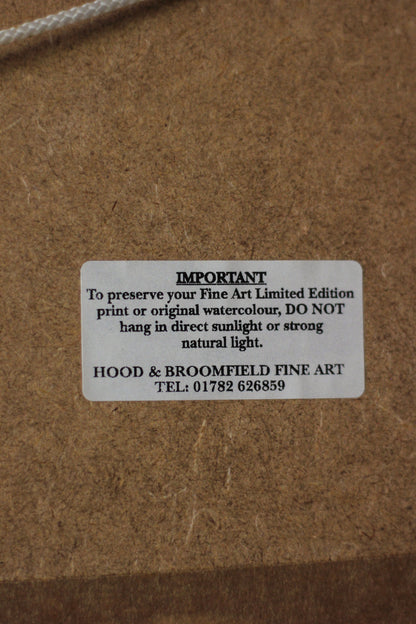 IMPORTANT
To preserve your Fine Art Limited Edition
print or original watercolour, DO NOT
hang in direct sunlight or strong
natural light.
HOOD & BROOMFIELD FINE ART
TEL: 01782 626859